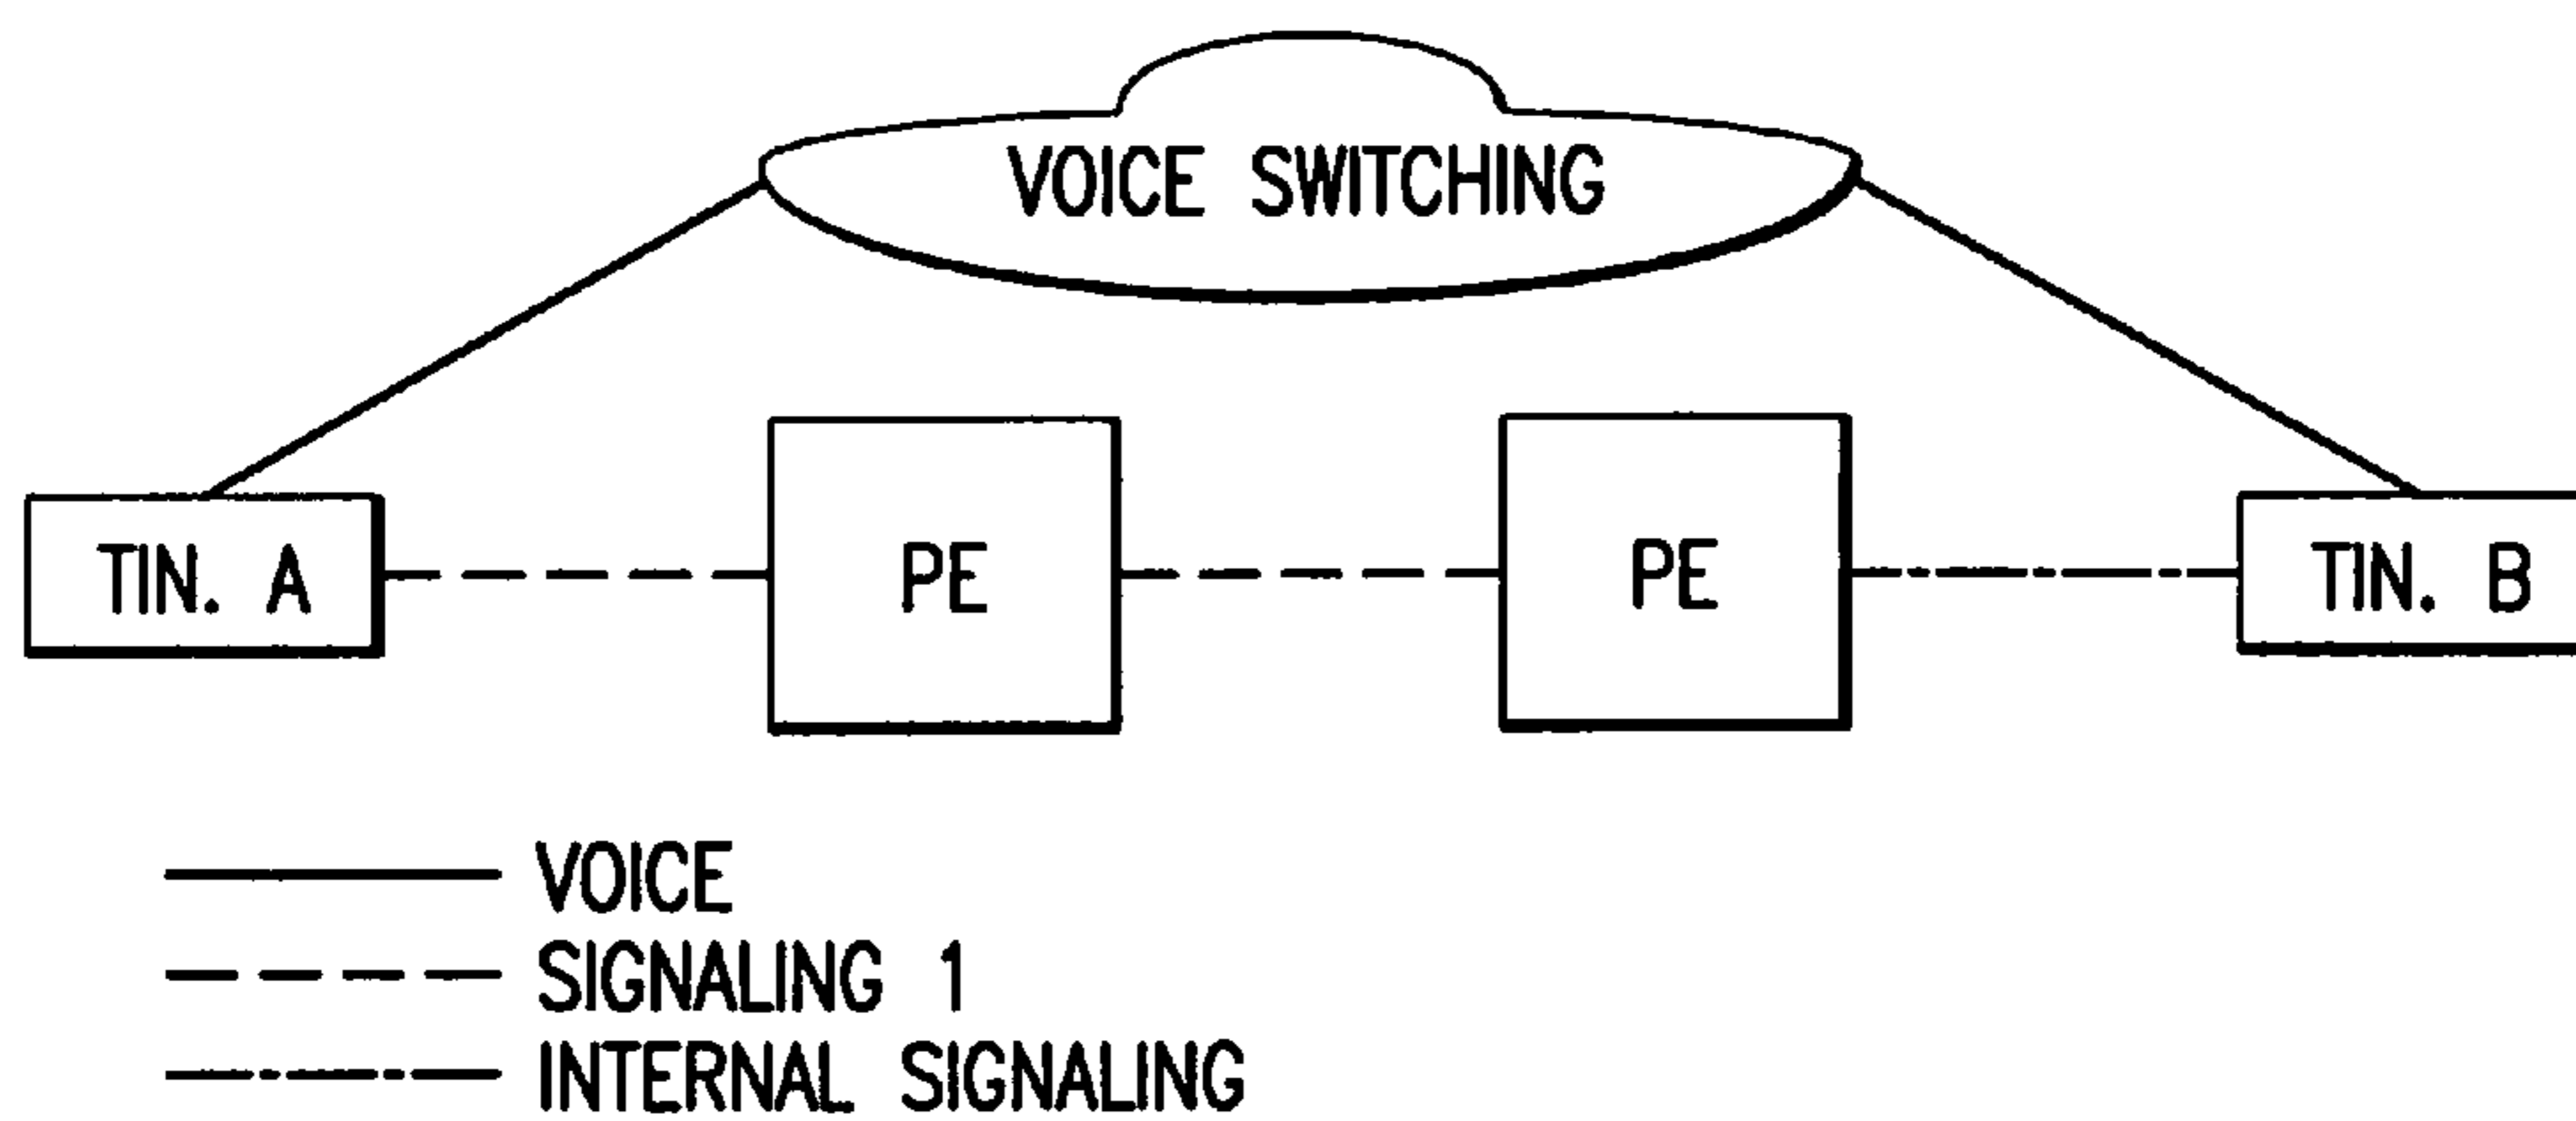 VOICE SWITCHING
TIN. A
PE
PE
TIN. B
VOICE
SIGNALING 1
INTERNAL SIGNALING